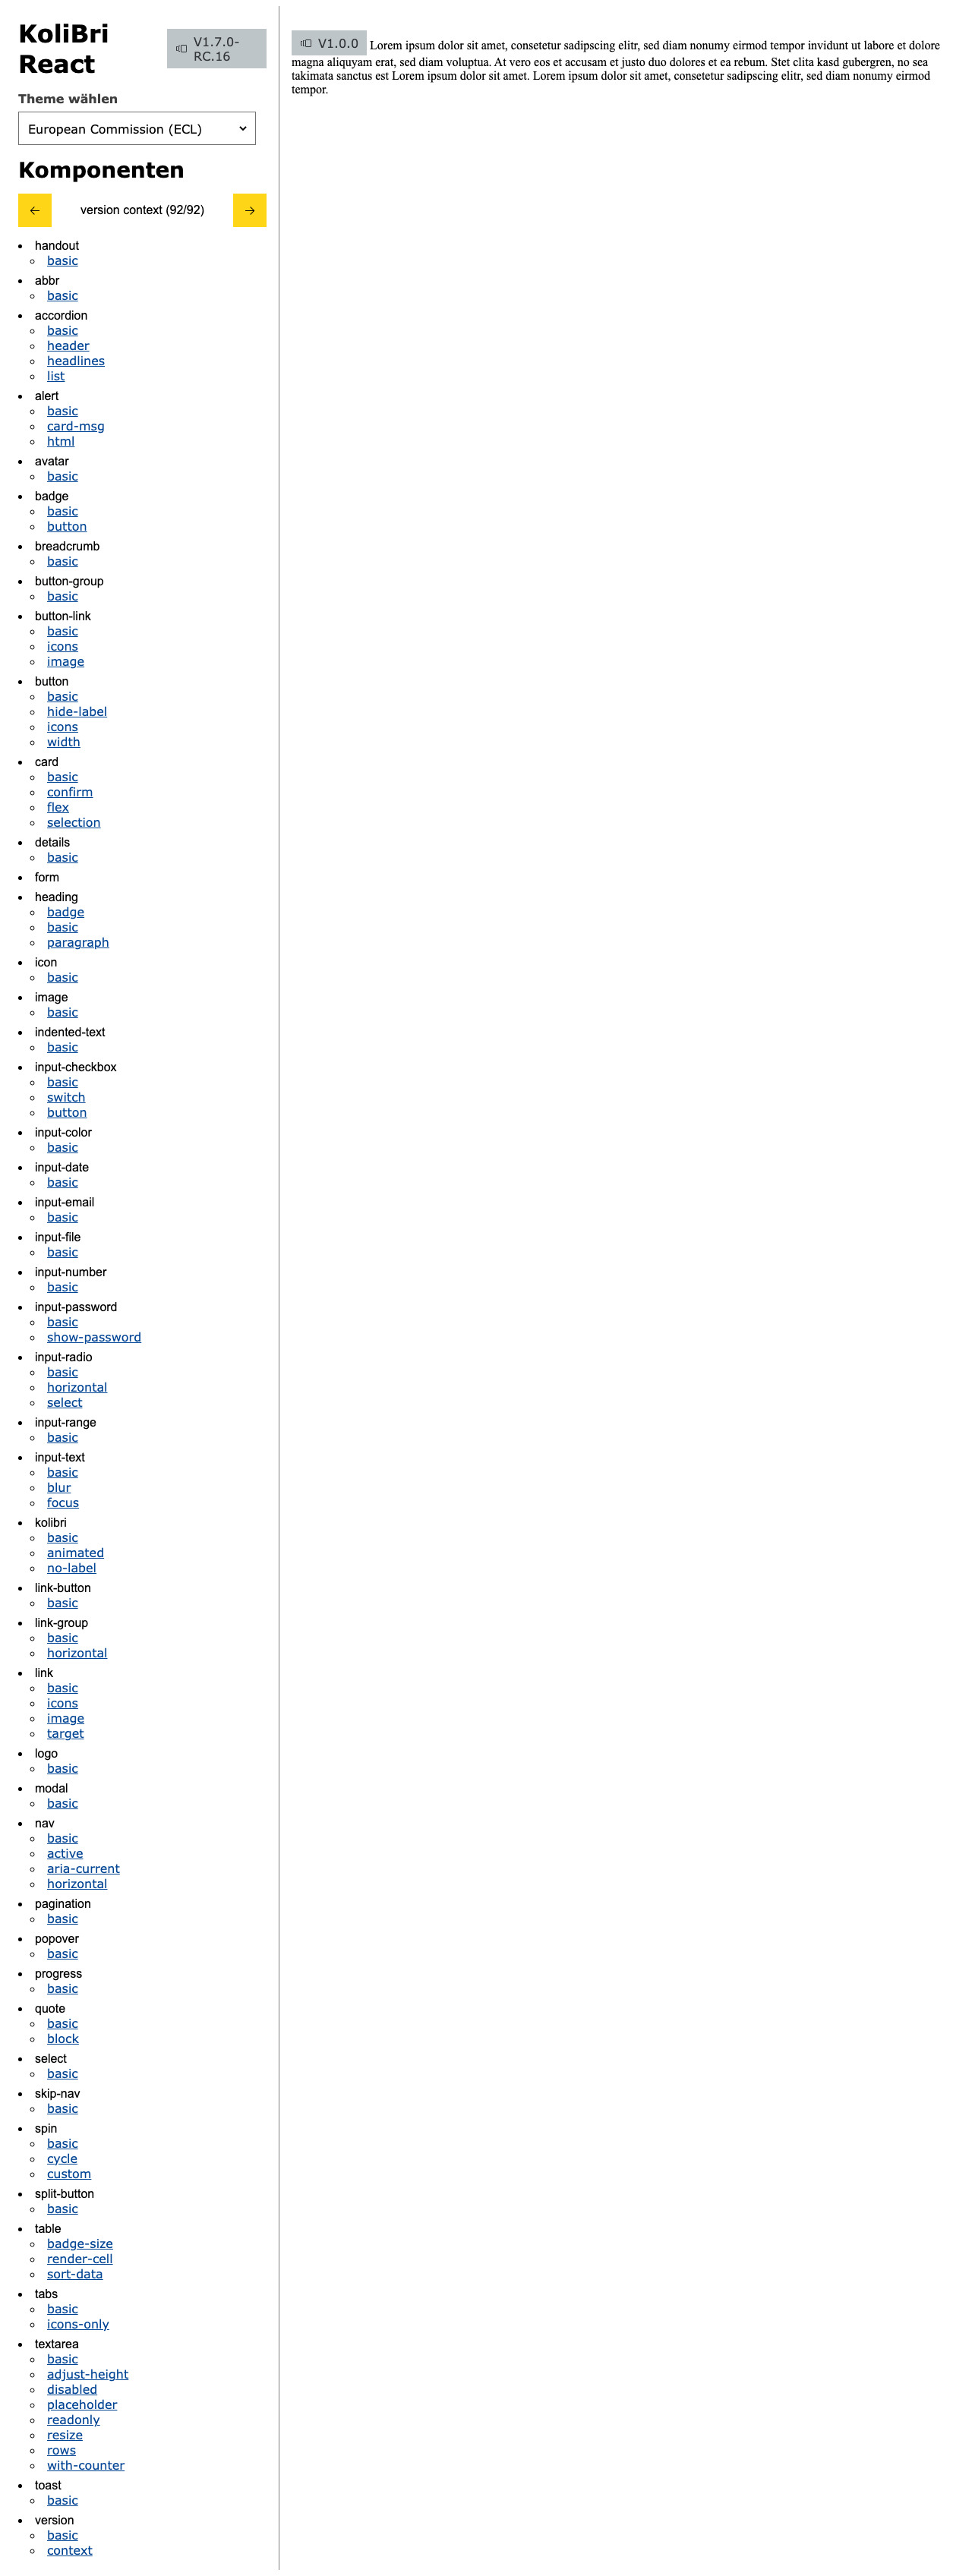 KoliBri
React
V1.7.0-
RC.16
Theme wählen
European Commission (ECL)
Komponenten
← version context (92/92) →
handout
basic
abbr
basic
accordion
basic
header
headlines
list
alert
basic
card-msg
html
avatar
basic
badge
basic
button
breadcrumb
basic
button-group
basic
button-link
basic
icons
image
button
basic
hide-label
icons
width
card
basic
confirm
flex
selection
details
basic
form
heading
badge
basic
paragraph
icon
basic
image
basic
indented-text
basic
input-checkbox
basic
switch
button
input-color
basic
input-date
basic
input-email
basic
input-file
basic
input-number
basic
input-password
basic
show-password
input-radio
basic
horizontal
select
input-range
basic
input-text
basic
blur
focus
kolibri
basic
animated
no-label
link-button
basic
link-group
basic
horizontal
link
basic
icons
image
target
logo
basic
modal
basic
nav
basic
active
aria-current
horizontal
pagination
basic
popover
basic
progress
basic
quote
basic
block
select
basic
skip-nav
basic
spin
basic
cycle
custom
split-button
basic
table
badge-size
render-cell
sort-data
tabs
basic
icons-only
textarea
basic
adjust-height
disabled
placeholder
readonly
resize
rows
with-counter
toast
basic
version
basic
context
V1.0.0 Lorem ipsum dolor sit amet, consetetur sadipscing elitr, sed diam nonumy eirmod tempor invidunt ut labore et dolore
magna aliquyam erat, sed diam voluptua. At vero eos et accusam et justo duo dolores et ea rebum. Stet clita kasd gubergren, no sea
takimata sanctus est Lorem ipsum dolor sit amet. Lorem ipsum dolor sit amet, consetetur sadipscing elitr, sed diam nonumy eirmod
tempor.